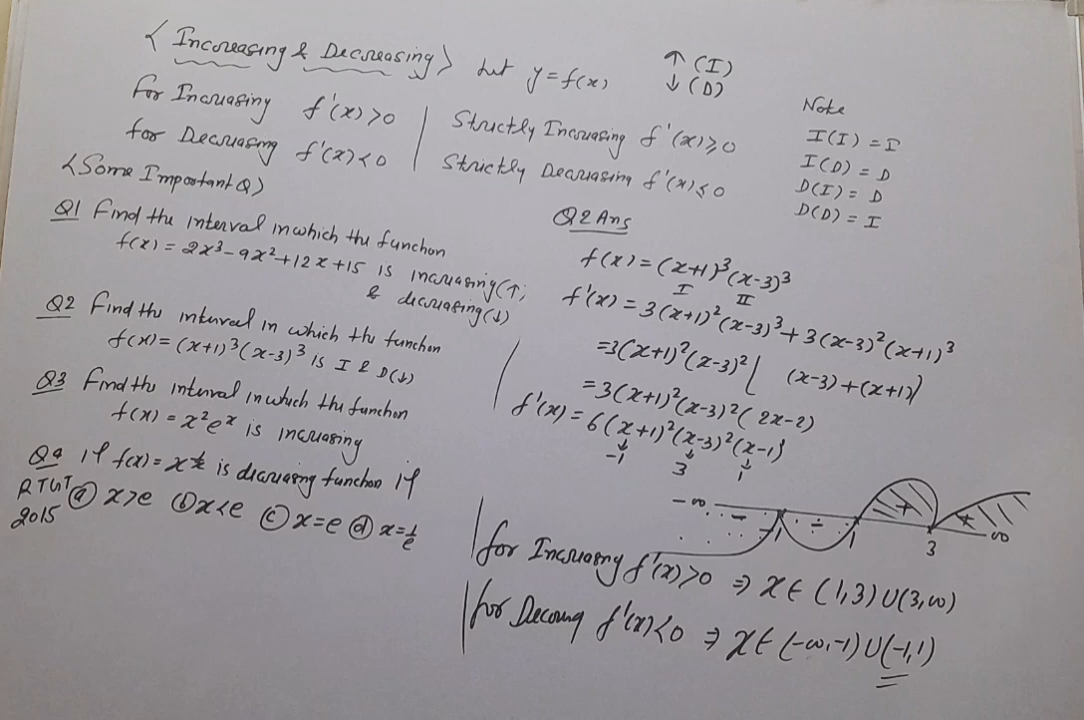 < Increasing & Decreasing > Let y = f(x)
↑ (I)
↓ (D)
for Increasing f'(x) > 0
for Decreasing f'(x) < 0
Strictly Increasing f'(x) ≥ 0
Strictly Decreasing f'(x) ≤ 0
Note
I(I) = I
I(D) = D
D(I) = D
D(D) = I
<Some Important Q>
Q1 Find the interval in which the function
f(x) = 2x³ - 9x² + 12x + 15 is increasing (↑)
& decreasing (↓)
Q2 Find the interval in which the function
f(x) = (x+1)³(x-3)³ is I & D(↓)
Q3 Find the interval in which the function
f(x) = x²eˣ is increasing
Q4 If f(x) = x^(1/x) is decreasing function if
RTGT 2015
(a) x > e (b) x < e (c) x = e (d) x = 1/e
Q2 Ans
f(x) = (x+1)³(x-3)³
I II
f'(x) = 3(x+1)²(x-3)³ + 3(x-3)²(x+1)³
= 3(x+1)²(x-3)² ( (x-3) + (x+1) )
= 3(x+1)²(x-3)²(2x-2)
f'(x) = 6(x+1)²(x-3)²(x-1)
↓ ↓ ↓
-1 3 1
-∞ - -1 - 1 + 3 + ∞
for Increasing f'(x) > 0 ⇒ x ∈ (1,3) ∪ (3,∞)
for Decreing f'(x) < 0 ⇒ x ∈ (-∞,-1) ∪ (-1,1)